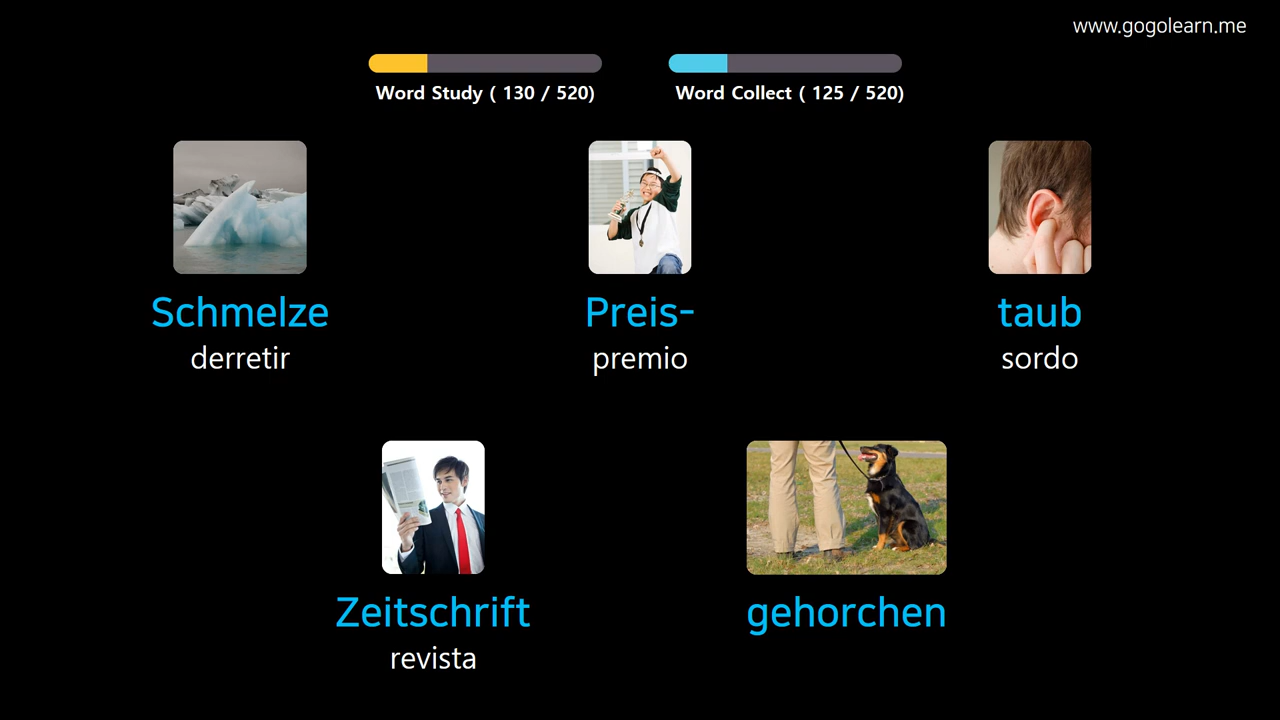 www.gogolearn.me
Word Study ( 130 / 520)
Word Collect ( 125 / 520)
Schmelze
derretir
Preis-
premio
taub
sordo
Zeitschrift
revista
gehorchen